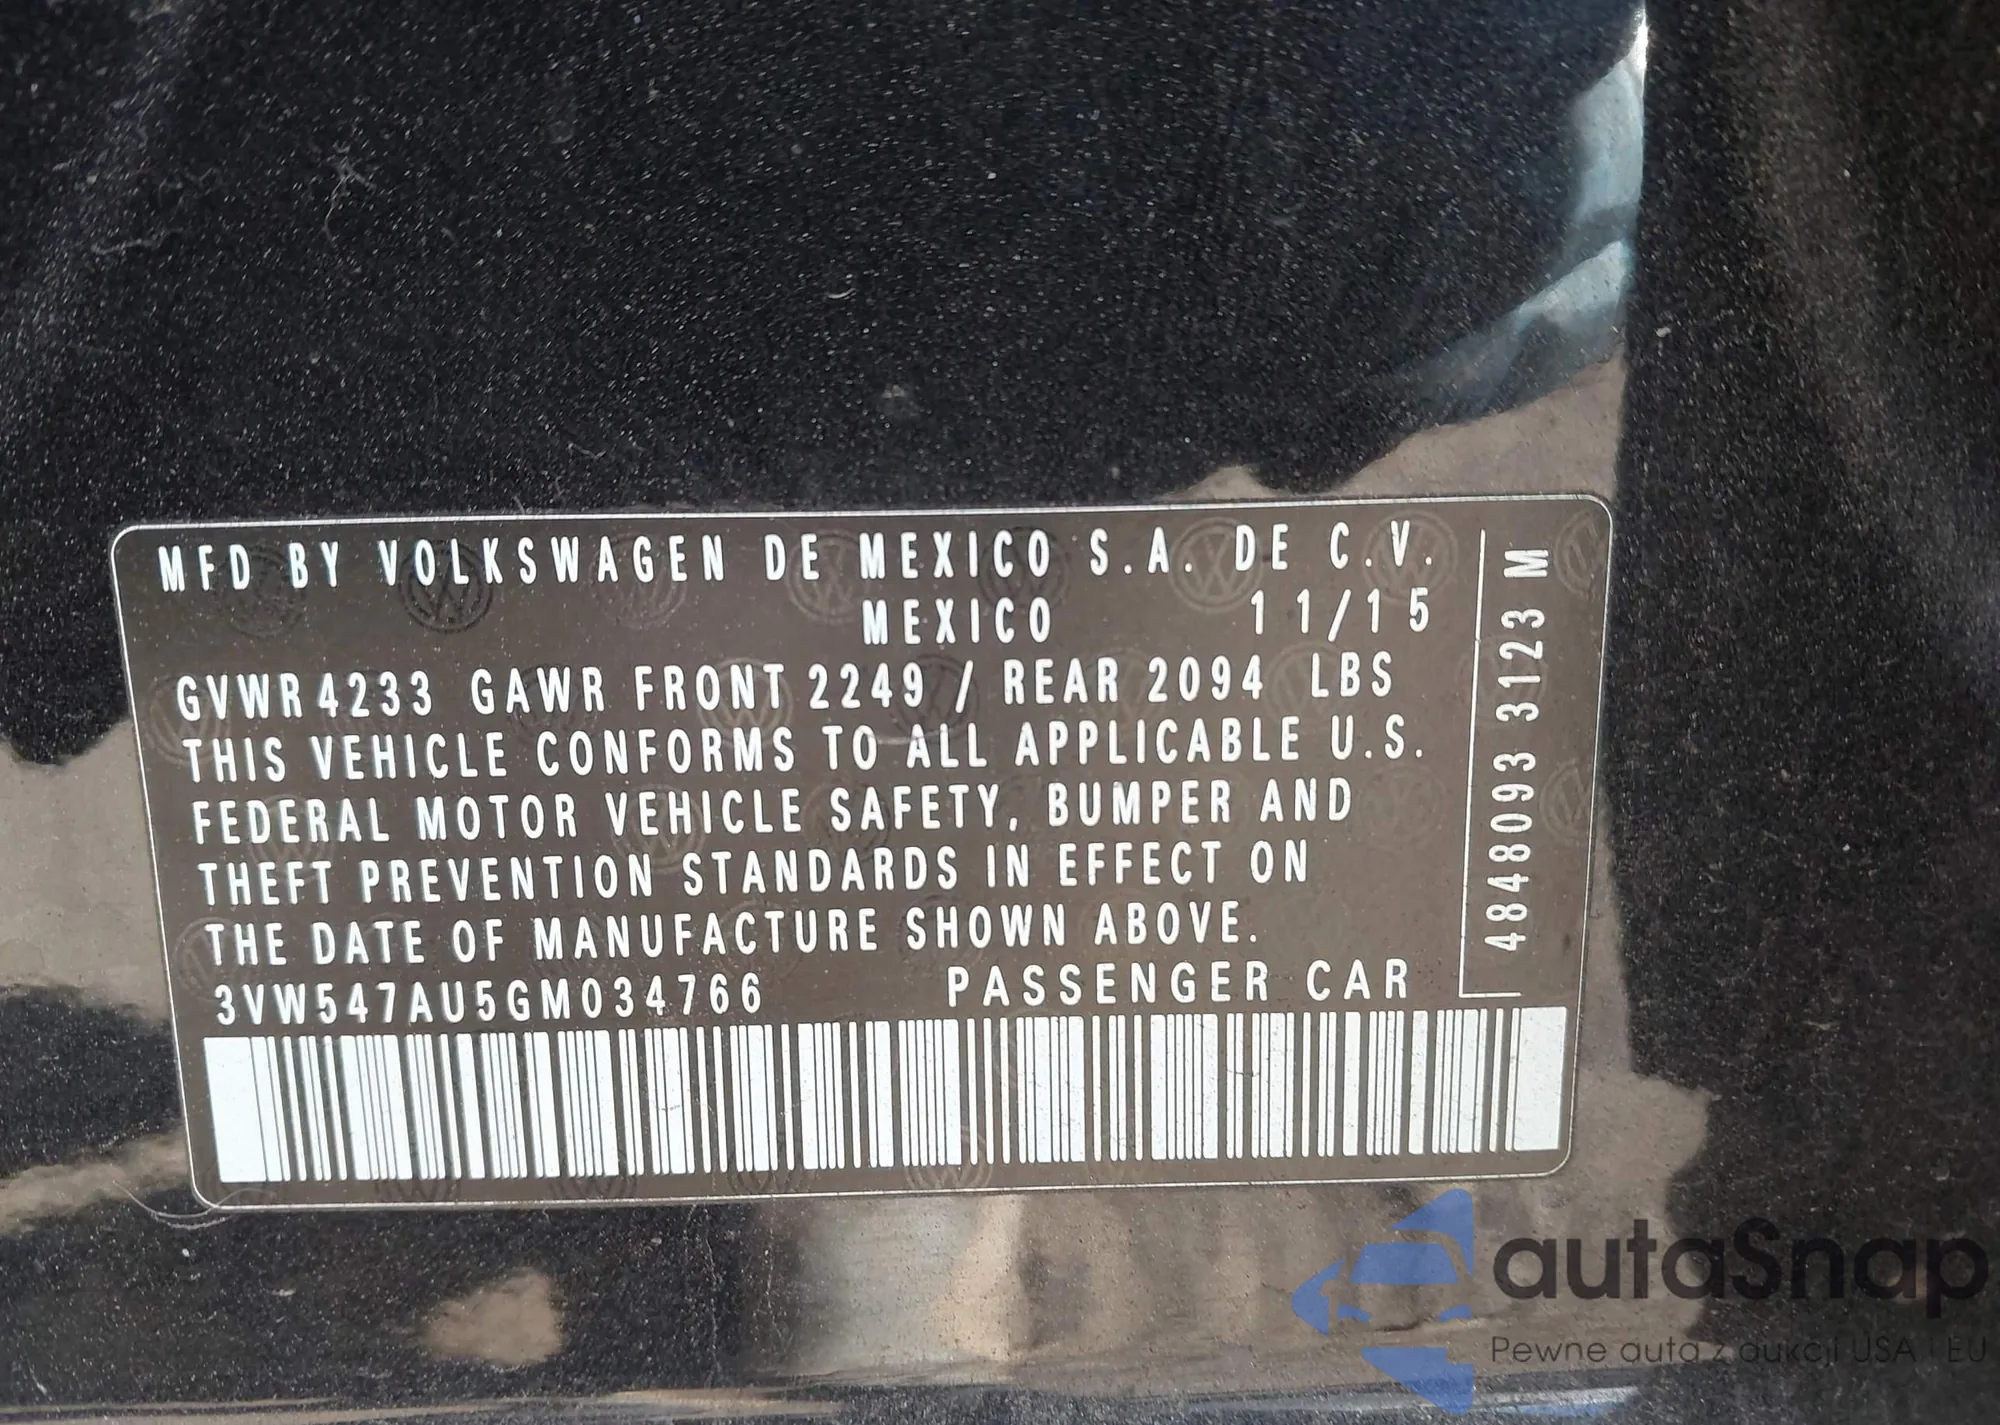 MFD BY VOLKSWAGEN DE MEXICO S.A. DE C.V.
MEXICO 11/15
GVWR 4233 GAWR FRONT 2249 / REAR 2094 LBS
THIS VEHICLE CONFORMS TO ALL APPLICABLE U.S.
FEDERAL MOTOR VEHICLE SAFETY, BUMPER AND
THEFT PREVENTION STANDARDS IN EFFECT ON
THE DATE OF MANUFACTURE SHOWN ABOVE.
3VW547AU5GM034766 PASSENGER CAR
4848093 3123 M
autaSnap
Pewne auta z aukcji USA i EU